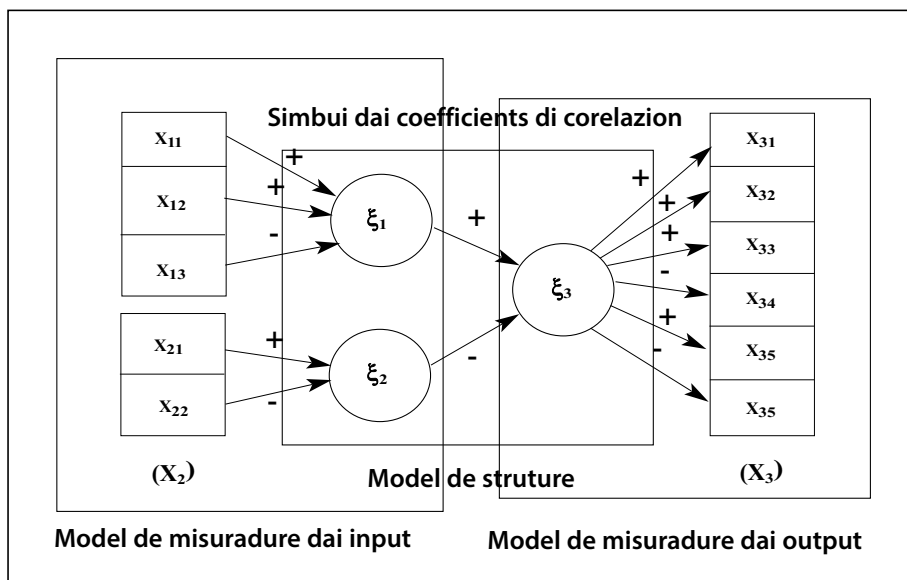 Simbui dai coefficients di corelazion
x11
x12
x13
+
+
-
ξ1
x21
x22
+
-
ξ2
(X2)
+
-
ξ3
+
+
+
-
+
-
x31
x32
x33
x34
x35
x35
(X3)
Model de struture
Model de misuradure dai input
Model de misuradure dai output